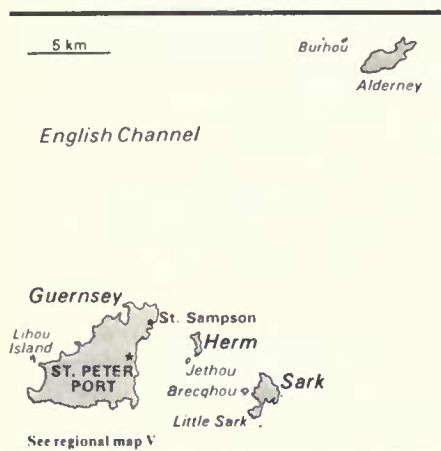 5 km
Burhou
Alderney
English Channel
Guernsey
St. Sampson
Lihou
Island
Herm
ST. PETER
PORT
Jethou
Brecqhou
Sark
Little Sark
See regional map V